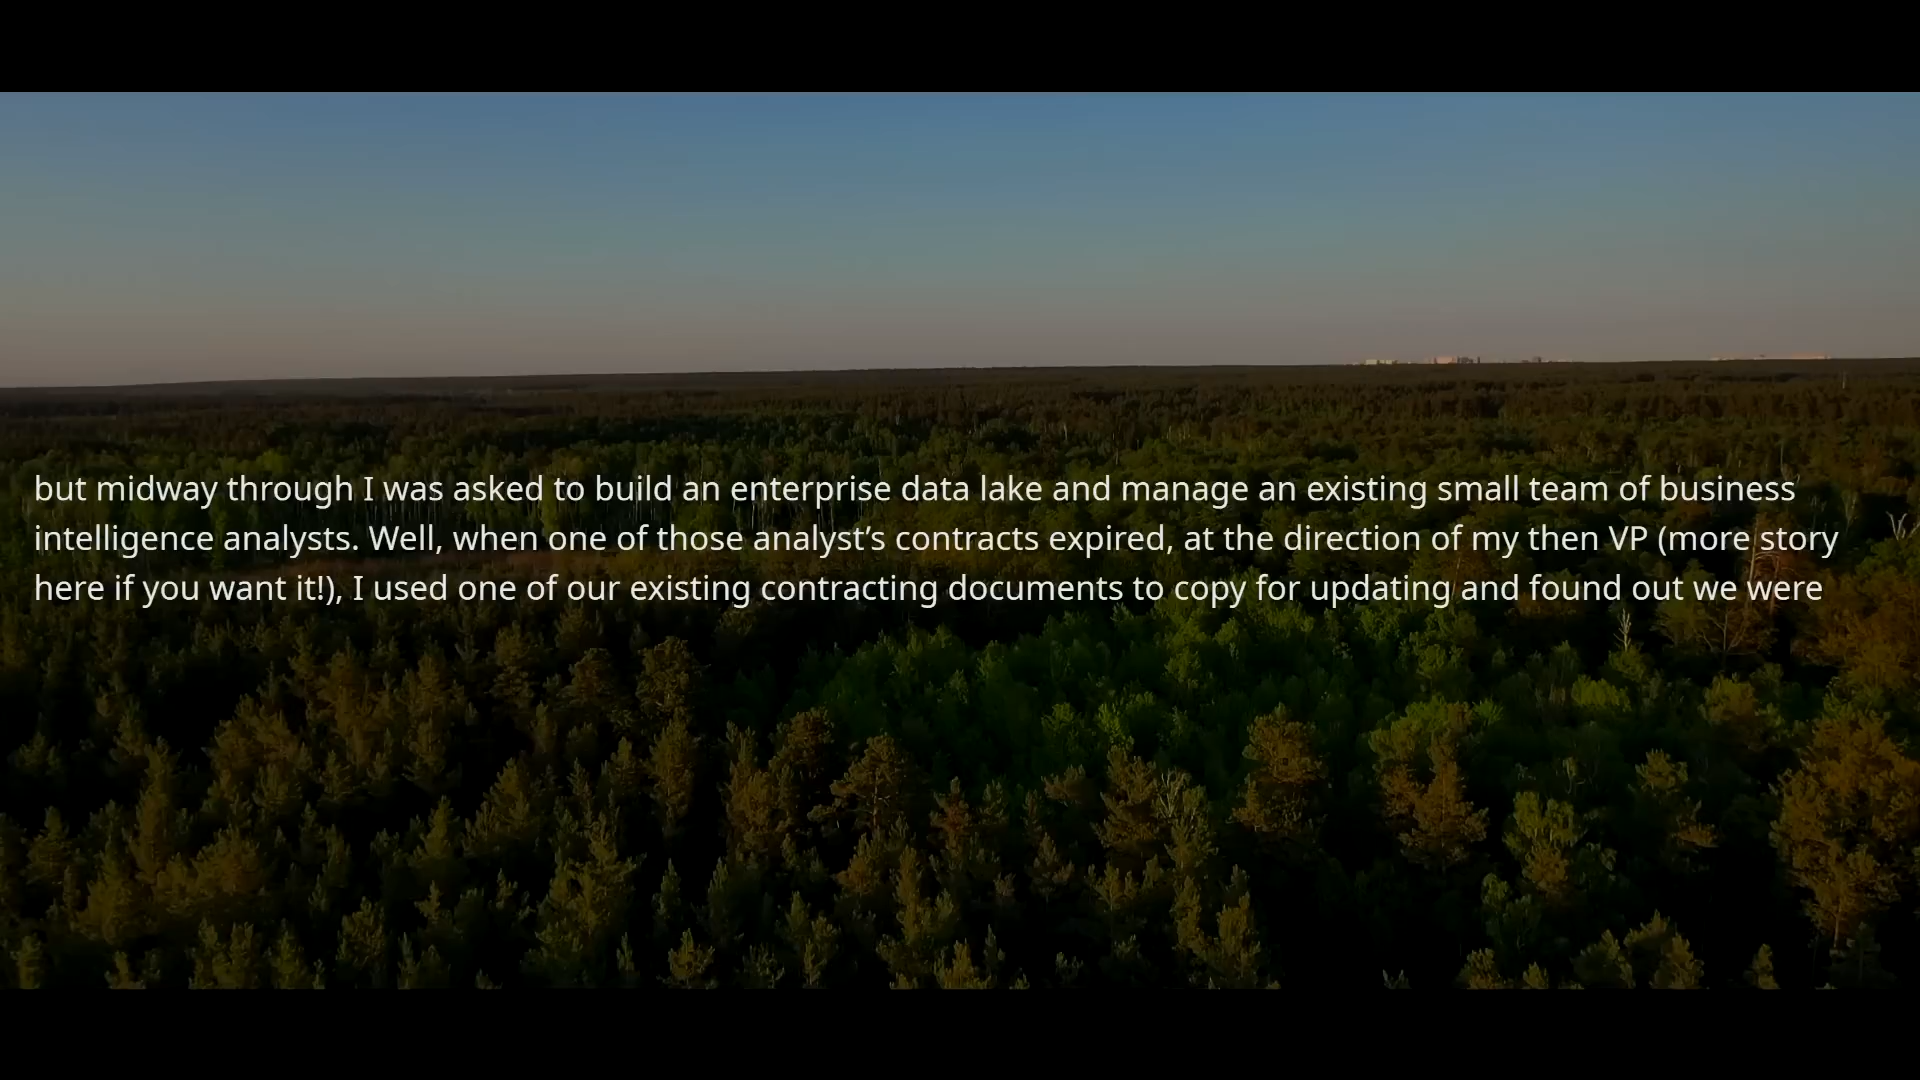 but midway through I was asked to build an enterprise data lake and manage an existing small team of business
intelligence analysts. Well, when one of those analyst’s contracts expired, at the direction of my then VP (more story
here if you want it!), I used one of our existing contracting documents to copy for updating and found out we were